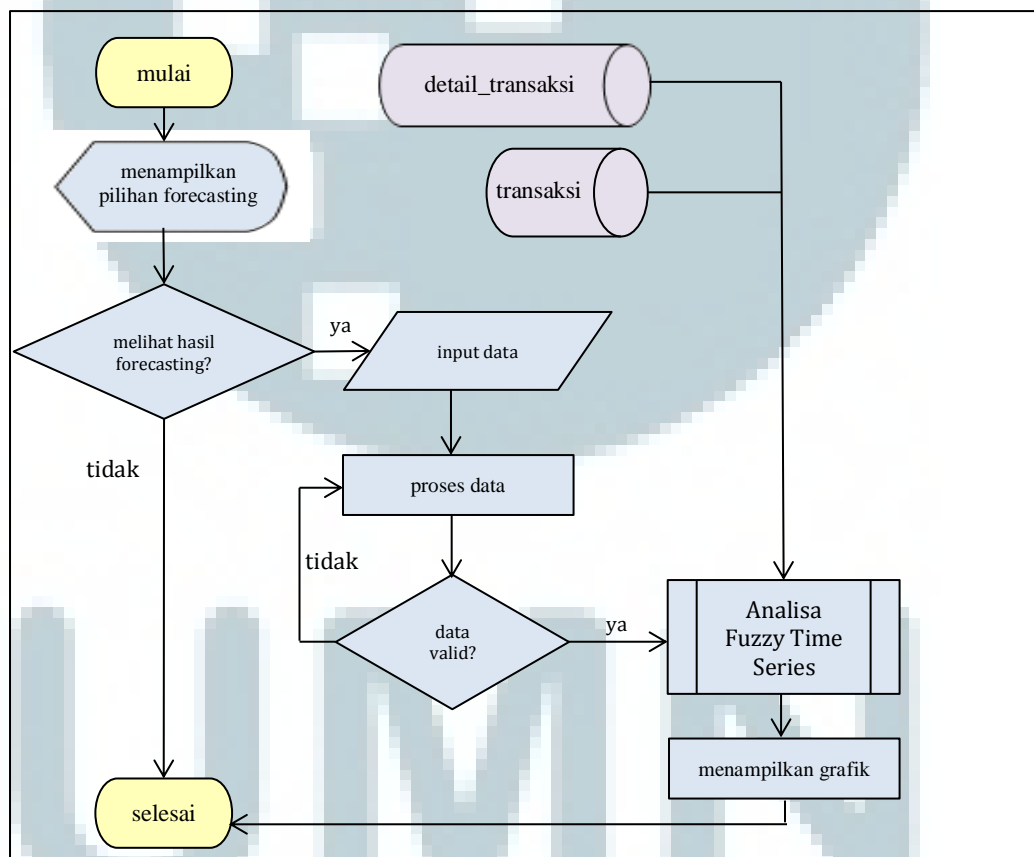 mulai
detail_transaksi
menampilkan
pilihan forecasting
transaksi
melihat hasil
forecasting?
ya
input data
tidak
proses data
tidak
data
valid?
ya
Analisa
Fuzzy Time
Series
menampilkan grafik
selesai
UMN